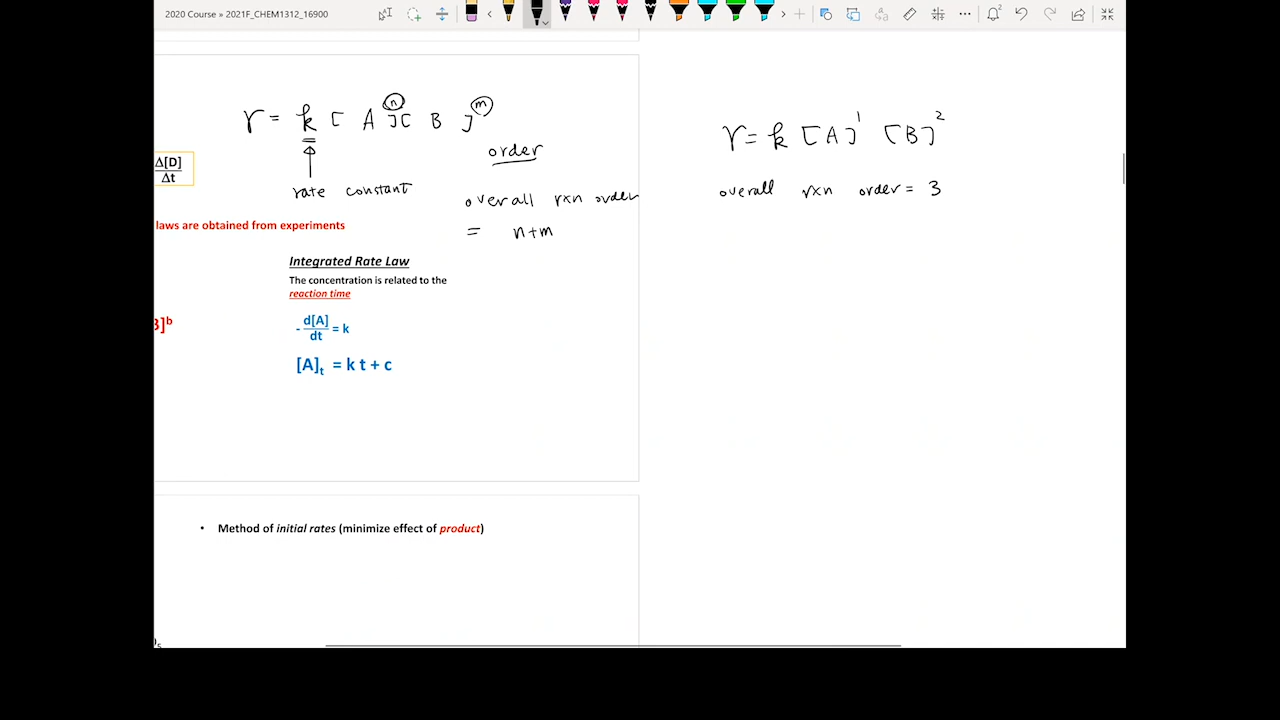 2020 Course » 2021F_CHEM1312_16900
r = k [ A ]ⁿ [ B ]ᵐ
order
rate constant
overall rxn order
= n+m
Δ[D]
Δt
laws are obtained from experiments
Integrated Rate Law
The concentration is related to the
reaction time
]ᵇ
- d[A]
dt = k
[A]ₜ = k t + c
r = k [A]¹ [B]²
overall rxn order = 3
• Method of initial rates (minimize effect of product)